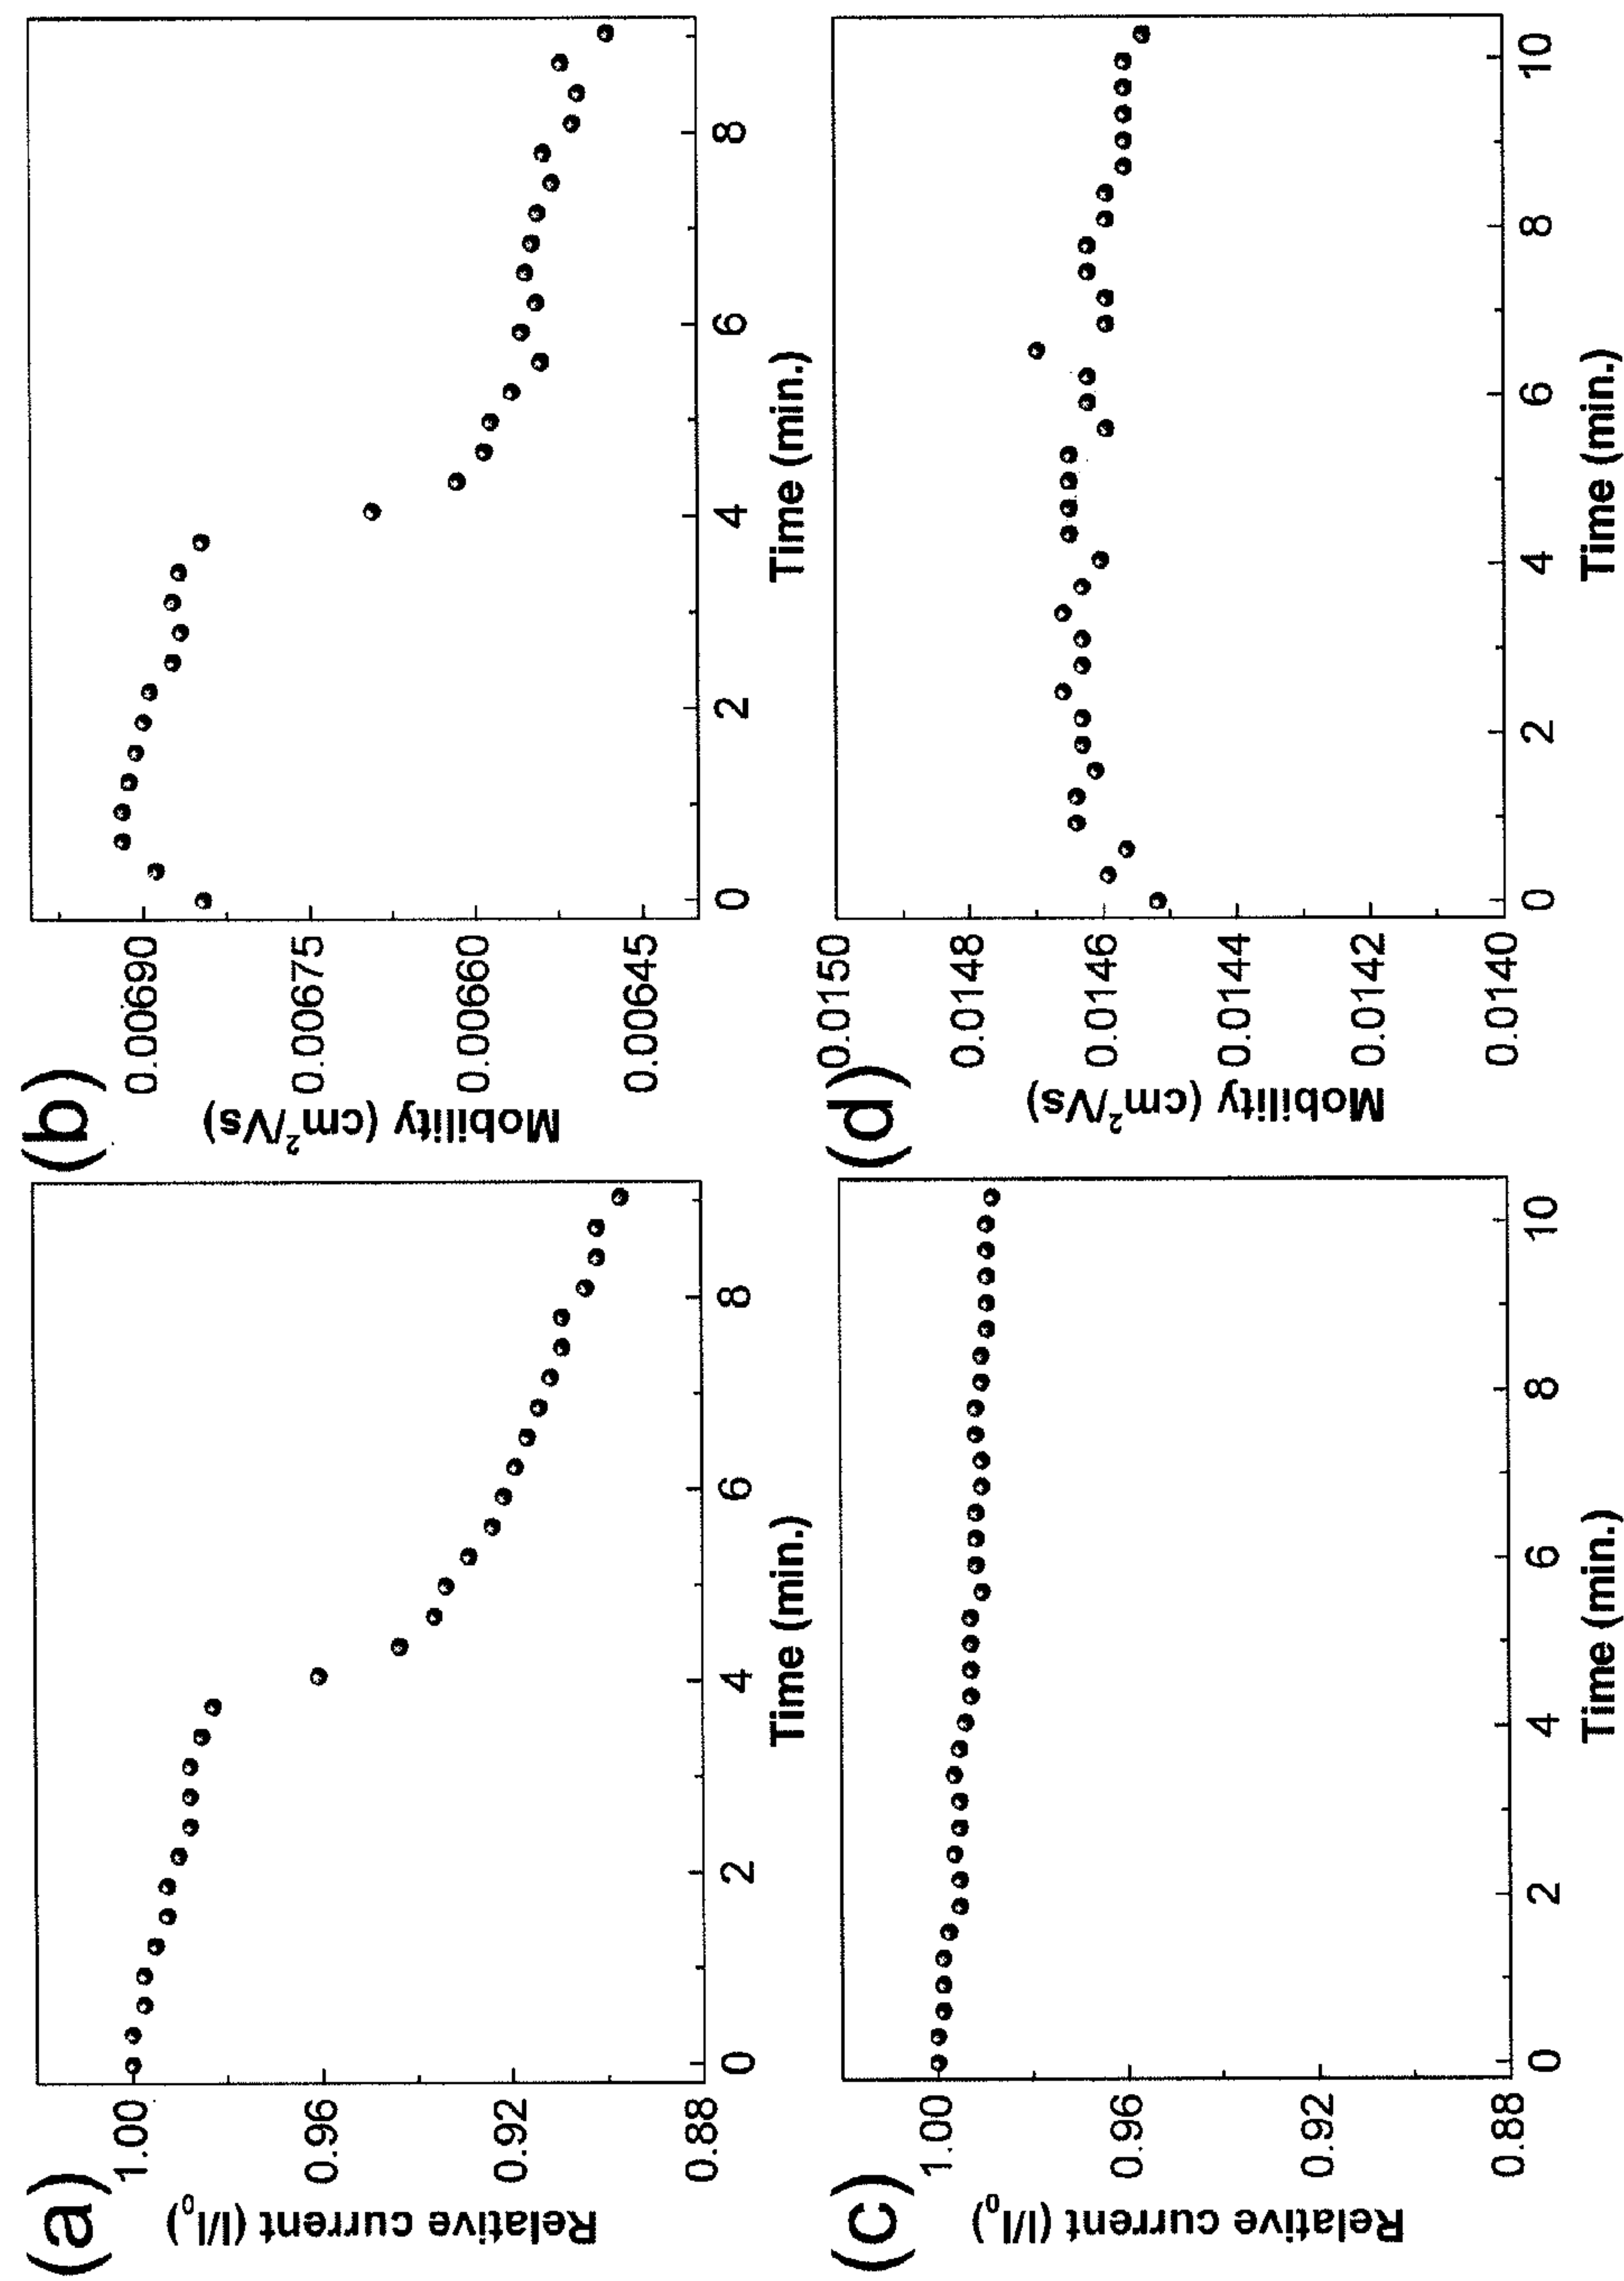 (a)
Relative current (I/I0)
1.00
0.96
0.92
0.88
0 2 4 6 8
Time (min.)
(b)
Mobility (cm2/Vs)
0.00690
0.00675
0.00660
0.00645
0 2 4 6 8
Time (min.)
(c)
Relative current (I/I0)
1.00
0.96
0.92
0.88
0 2 4 6 8 10
Time (min.)
(d)
Mobility (cm2/Vs)
0.0150
0.0148
0.0146
0.0144
0.0142
0.0140
0 2 4 6 8 10
Time (min.)